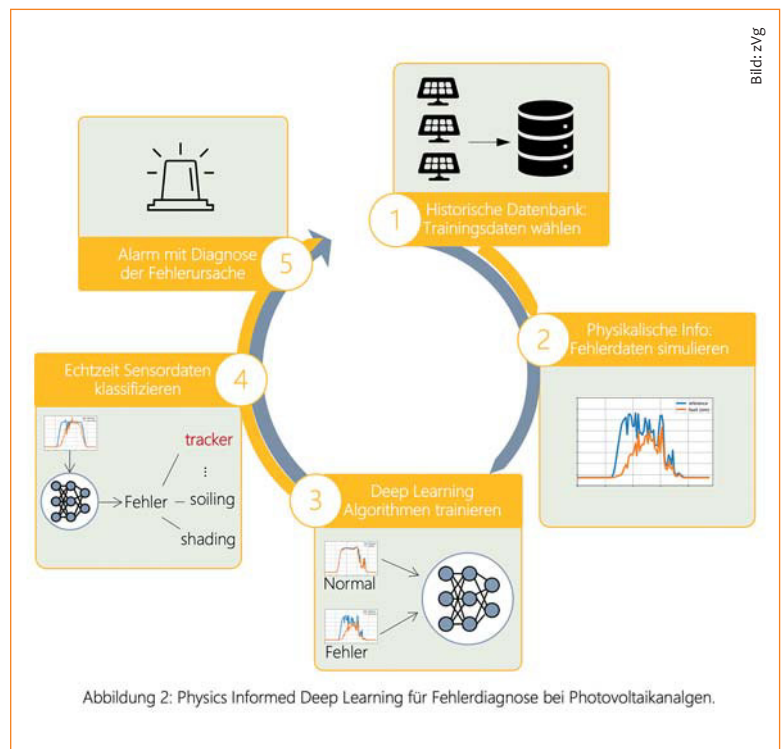 Bild: zVg
1
Historische Datenbank:
Trainingsdaten wählen
2
Physikalische Info:
Fehlerdaten simulieren
reference
3
Deep Learning
Algorithmen trainieren
Normal
Fehler
4
Echtzeit Sensordaten
klassifizieren
Fehler
tracker
⋮
soiling
shading
5
Alarm mit Diagnose
der Fehlerursache
Abbildung 2: Physics Informed Deep Learning für Fehlerdiagnose bei Photovoltaikanalgen.